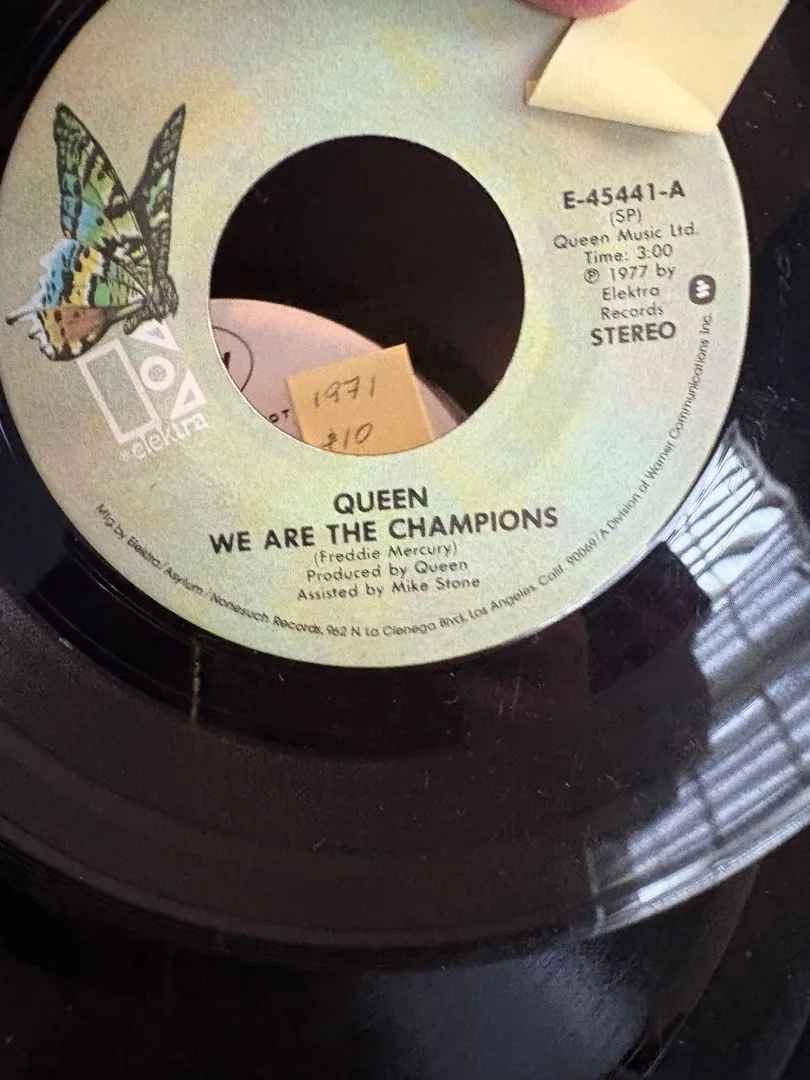 E-45441-A
(SP)
Queen Music Ltd.
Time: 3:00
℗ 1977 by
Elektra
Records
STEREO
®elektra
1971
$10
QUEEN
WE ARE THE CHAMPIONS
(Freddie Mercury)
Produced by Queen
Assisted by Mike Stone
Mfg. by Elektra/Asylum/Nonesuch Records, 962 N. La Cienega Blvd., Los Angeles, Calif. 90069/A Division of Warner Communications Inc.